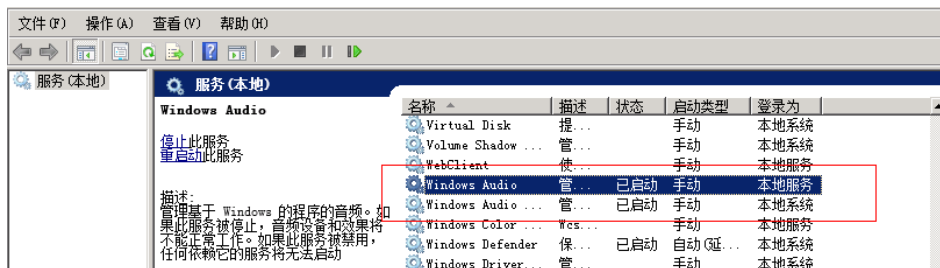 文件(F) 操作(A) 查看(V) 帮助(H)
服务(本地)
服务(本地)
Windows Audio
停止此服务
重启动此服务
描述:
管理基于 Windows 的程序的音频。如
果此服务被停止，音频设备和效果将
不能正常工作。如果此服务被禁用，
任何依赖它的服务将无法启动
名称 描述 状态 启动类型 登录为
Virtual Disk 提... 手动 本地系统
Volume Shadow ... 管... 手动 本地系统
WebClient 使... 手动 本地服务
Windows Audio 管... 已启动 手动 本地服务
Windows Audio ... 管... 已启动 手动 本地系统
Windows Color ... Wcs... 手动 本地服务
Windows Defender 保... 已启动 自动(延... 本地系统
Windows Driver... 管... 手动 本地系统